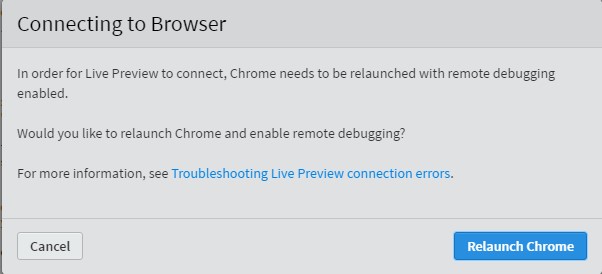 Connecting to Browser
In order for Live Preview to connect, Chrome needs to be relaunched with remote debugging
enabled.
Would you like to relaunch Chrome and enable remote debugging?
For more information, see Troubleshooting Live Preview connection errors.
Cancel
Relaunch Chrome